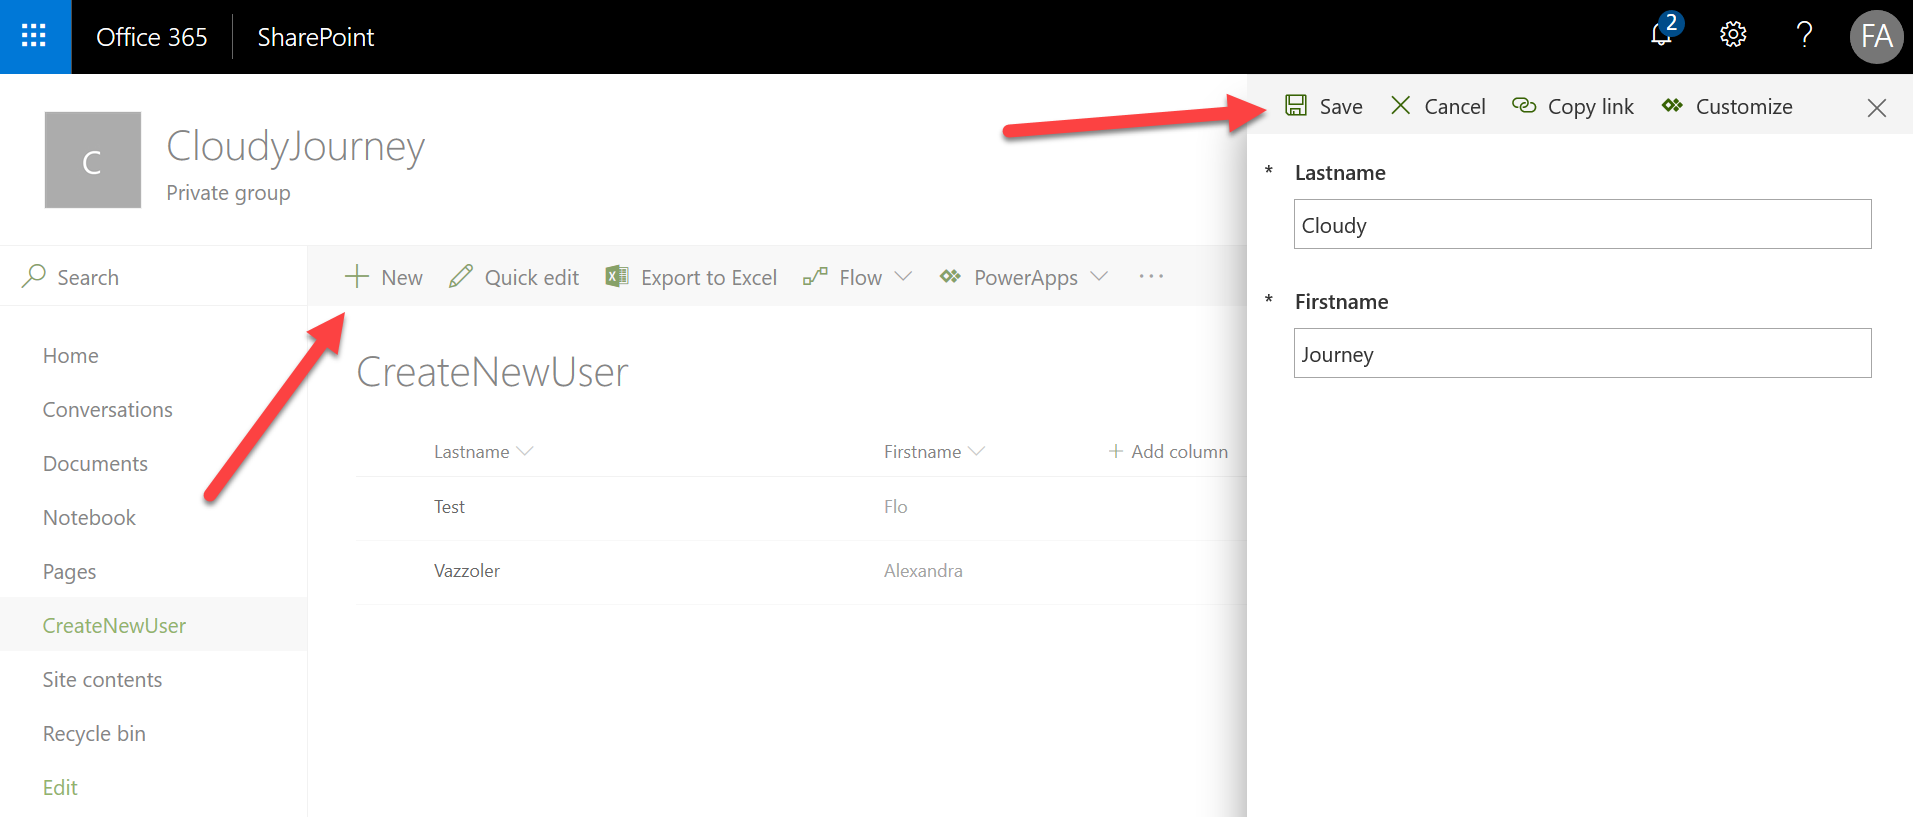 Office 365 SharePoint 2 ? FA
C
CloudyJourney
Private group
Search
Home
Conversations
Documents
Notebook
Pages
CreateNewUser
Site contents
Recycle bin
Edit
New Quick edit Export to Excel Flow PowerApps ...
CreateNewUser
Lastname Firstname + Add column
Test Flo
Vazzoler Alexandra
Save Cancel Copy link Customize
* Lastname
Cloudy
* Firstname
Journey